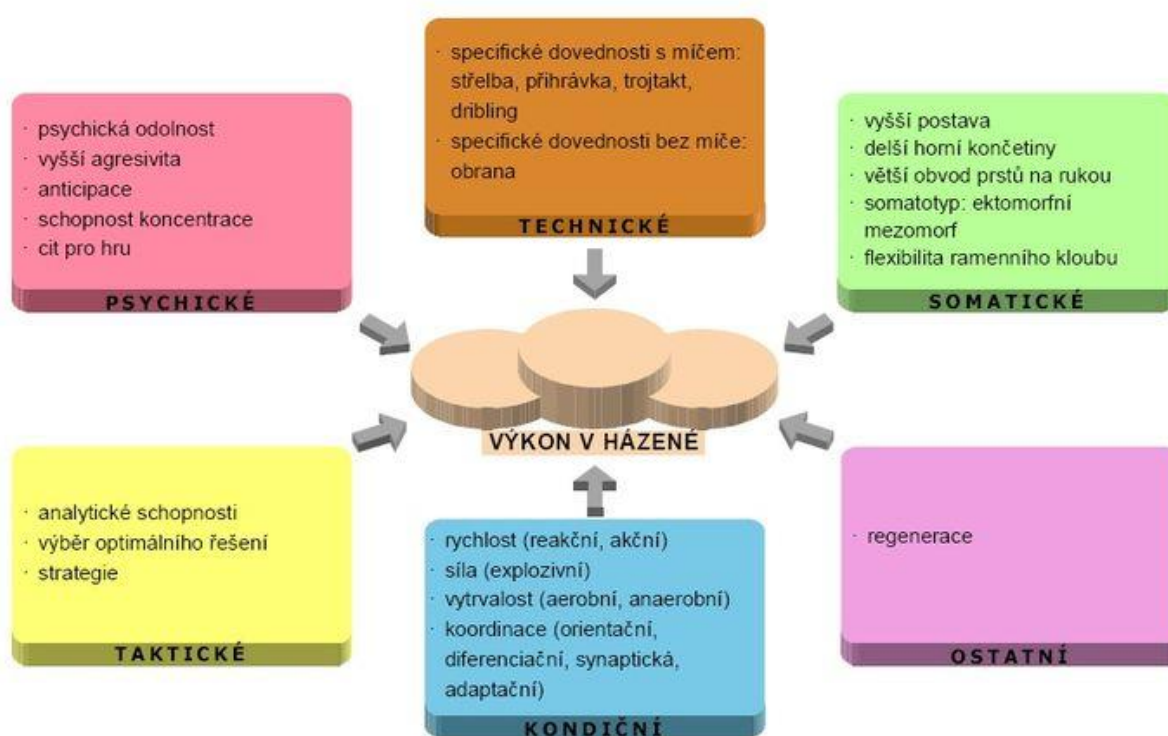 · specifické dovednosti s míčem:
střelba, přihrávka, trojtakt,
dribling
· specifické dovednosti bez míče:
obrana
TECHNICKÉ
· psychická odolnost
· vyšší agresivita
· anticipace
· schopnost koncentrace
· cit pro hru
PSYCHICKÉ
· vyšší postava
· delší horní končetiny
· větší obvod prstů na rukou
· somatotyp: ektomorfní
mezomorf
· flexibilita ramenního kloubu
SOMATICKÉ
VÝKON V HÁZENÉ
· analytické schopnosti
· výběr optimálního řešení
· strategie
TAKTICKÉ
· rychlost (reakční, akční)
· síla (explozivní)
· vytrvalost (aerobní, anaerobní)
· koordinace (orientační,
diferenciační, synaptická,
adaptační)
KONDIČNÍ
· regenerace
OSTATNÍ